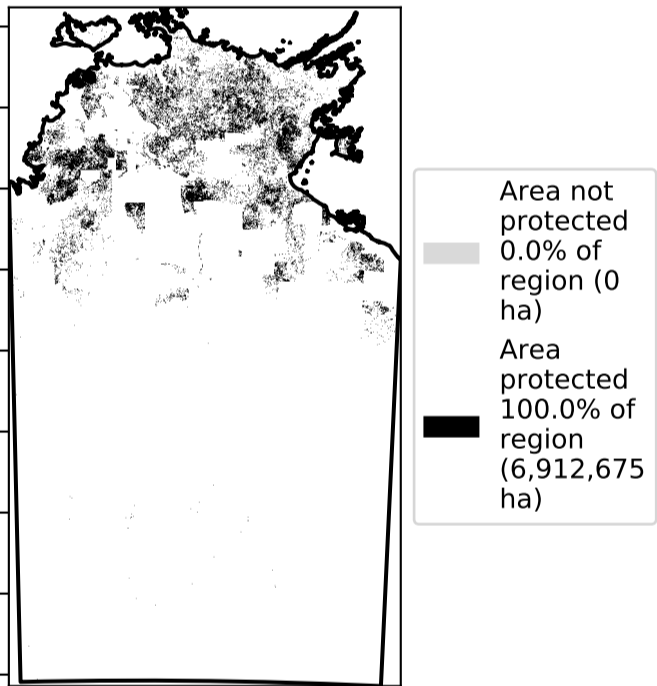 Area not
protected
0.0% of
region (0
ha)
Area
protected
100.0% of
region
(6,912,675
ha)